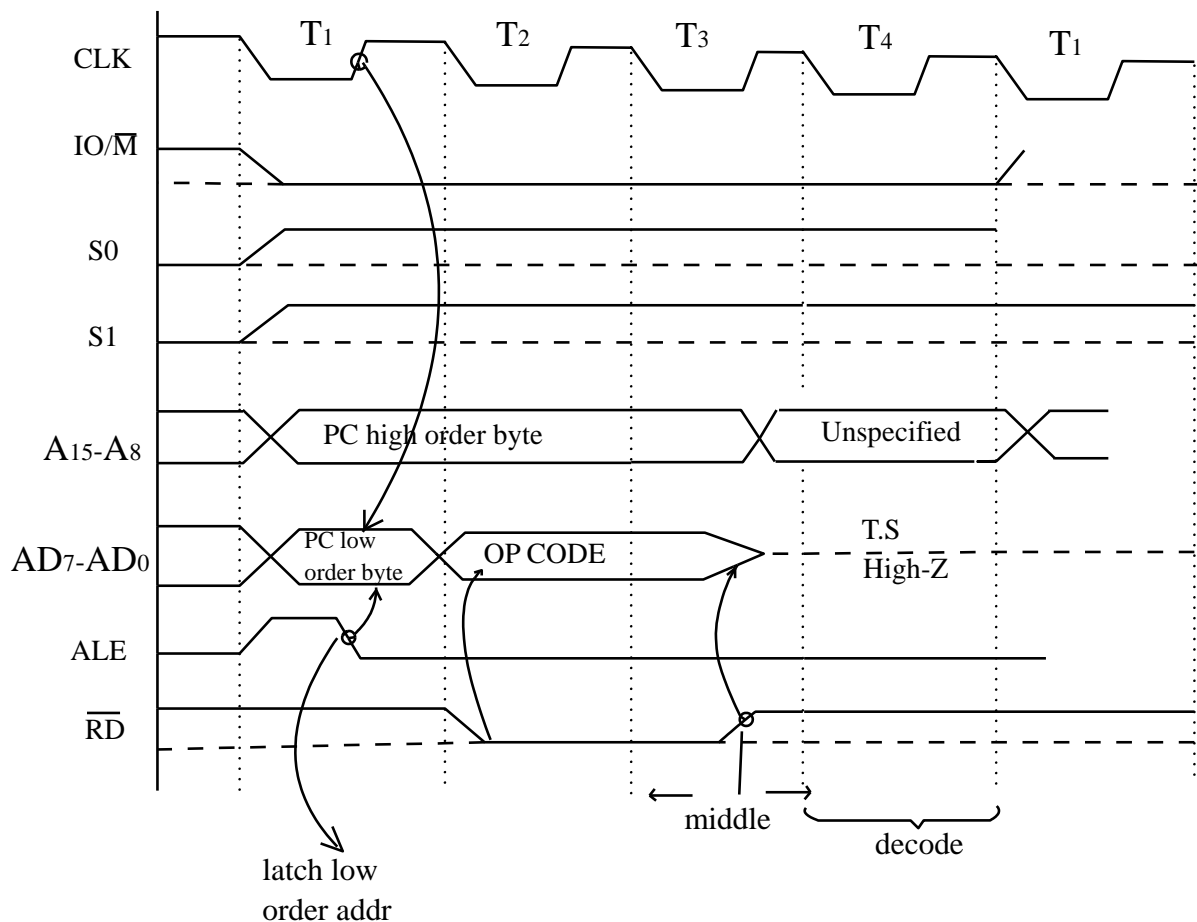 T1 T2 T3 T4 T1
CLK
IO/M̅
S0
S1
A15-A8
PC high order byte
Unspecified
AD7-AD0
PC low
order byte
OP CODE
T.S
High-Z
ALE
R̅D̅
middle
decode
latch low
order addr